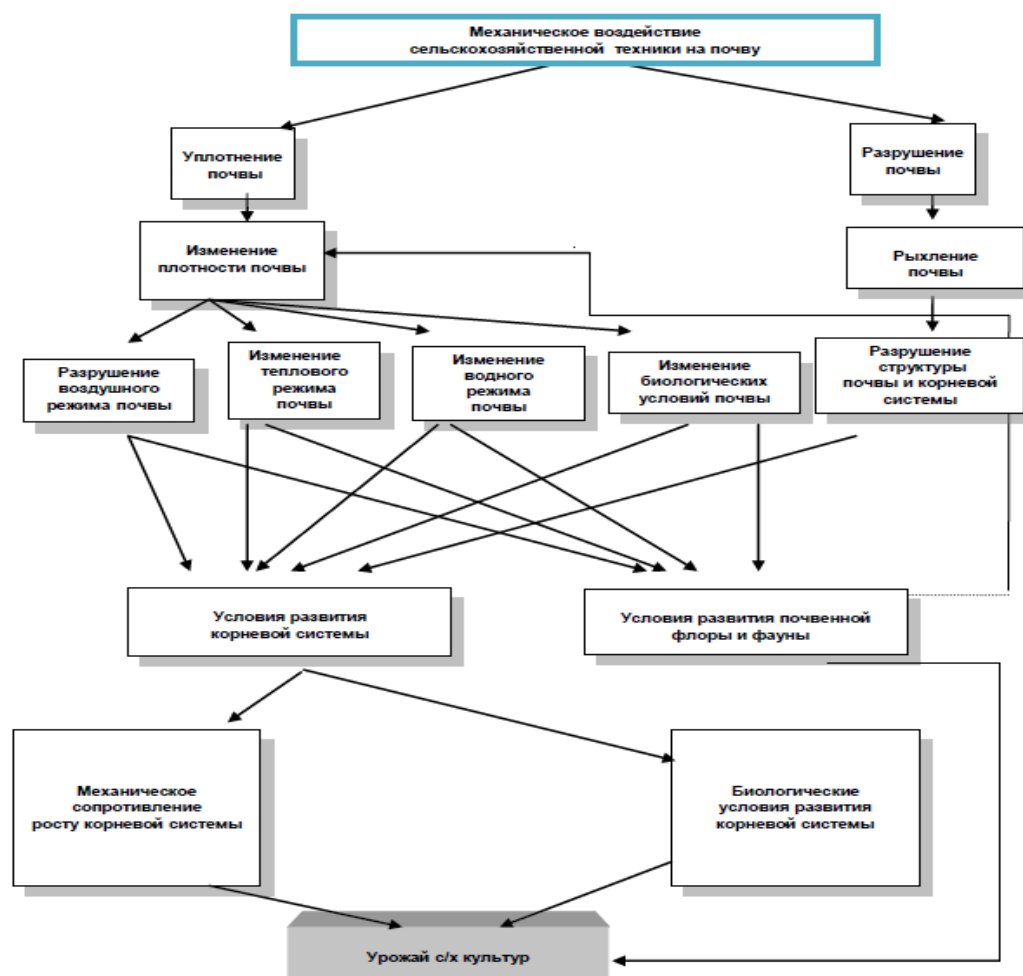 Механическое воздействие
сельскохозяйственной техники на почву
Уплотнение
почвы
Разрушение
почвы
Изменение
плотности почвы
Рыхление
почвы
Разрушение
воздушного
режима почвы
Изменение
теплового
режима
почвы
Изменение
водного
режима
почвы
Изменение
биологических
условий почвы
Разрушение
структуры
почвы и корневой
системы
Условия развития
корневой системы
Условия развития почвенной
флоры и фауны
Механическое
сопротивление
росту корневой системы
Биологические
условия развития
корневой системы
Урожай с/х культур